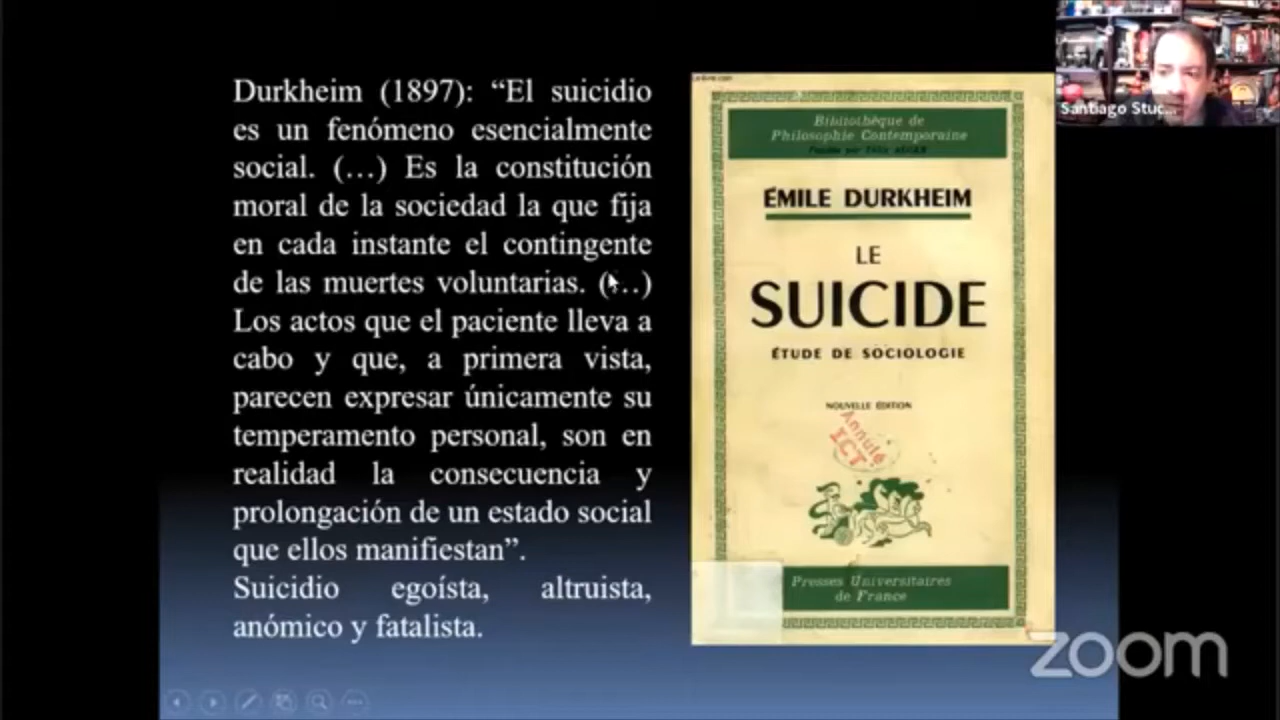 Durkheim (1897): “El suicidio
es un fenómeno esencialmente
social. (…) Es la constitución
moral de la sociedad la que fija
en cada instante el contingente
de las muertes voluntarias. (…)
Los actos que el paciente lleva a
cabo y que, a primera vista,
parecen expresar únicamente su
temperamento personal, son en
realidad la consecuencia y
prolongación de un estado social
que ellos manifiestan”.
Suicidio egoísta, altruista,
anómico y fatalista.
Bibliothèque de
Philosophie Contemporaine
ÉMILE DURKHEIM
LE
SUICIDE
ÉTUDE DE SOCIOLOGIE
NOUVELLE ÉDITION
Annulé
ICT
Presses Universitaires
de France
Santiago Stuc...
zoom